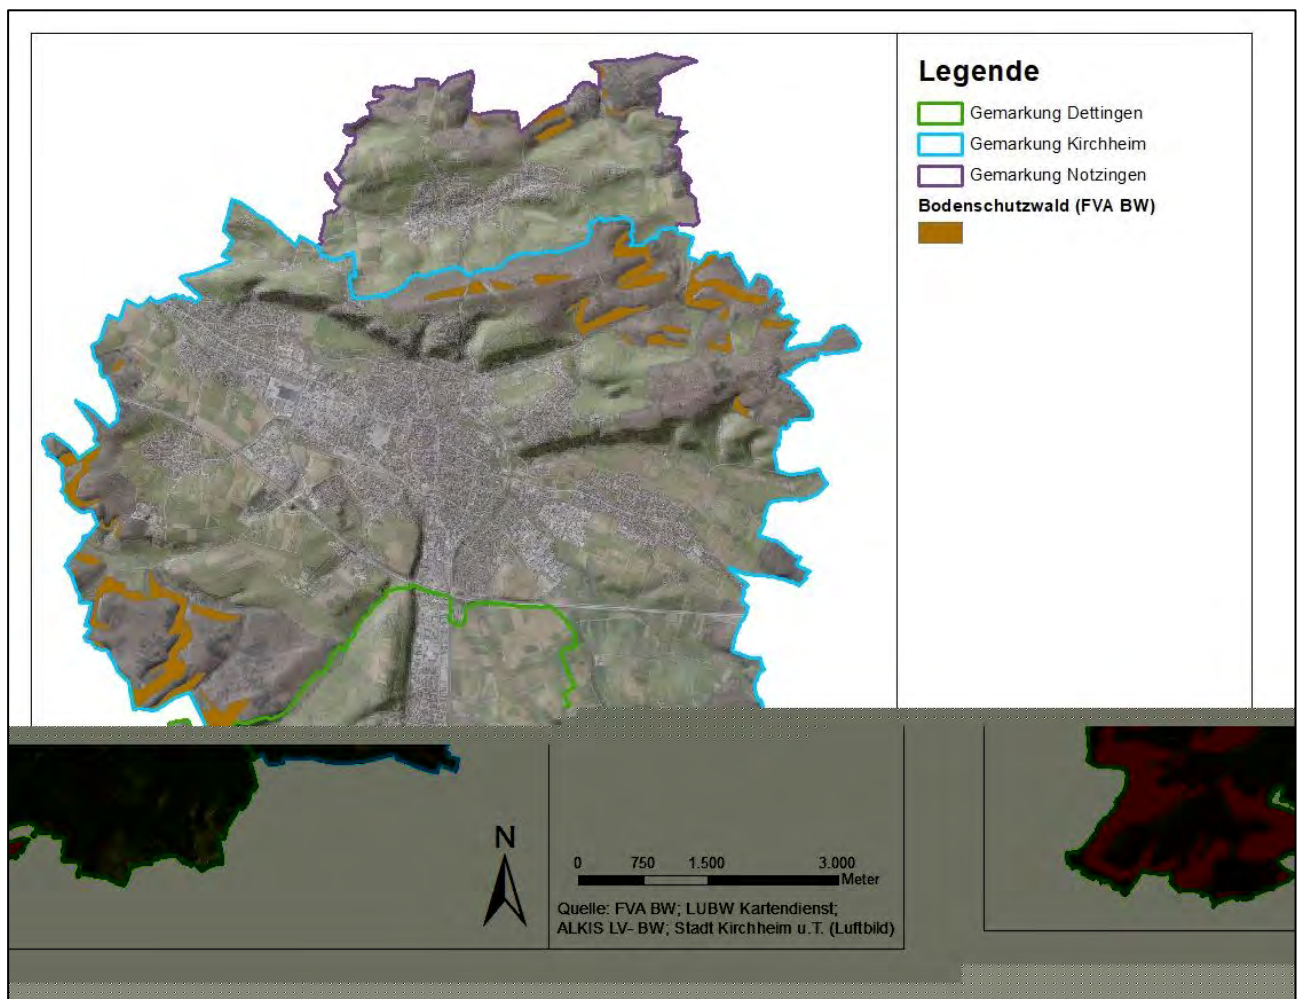 Legende
Gemarkung Dettingen
Gemarkung Kirchheim
Gemarkung Notzingen
Bodenschutzwald (FVA BW)
N
0 750 1.500 3.000
Meter
Quelle: FVA BW; LUBW Kartendienst;
ALKIS LV- BW; Stadt Kirchheim u.T. (Luftbild)